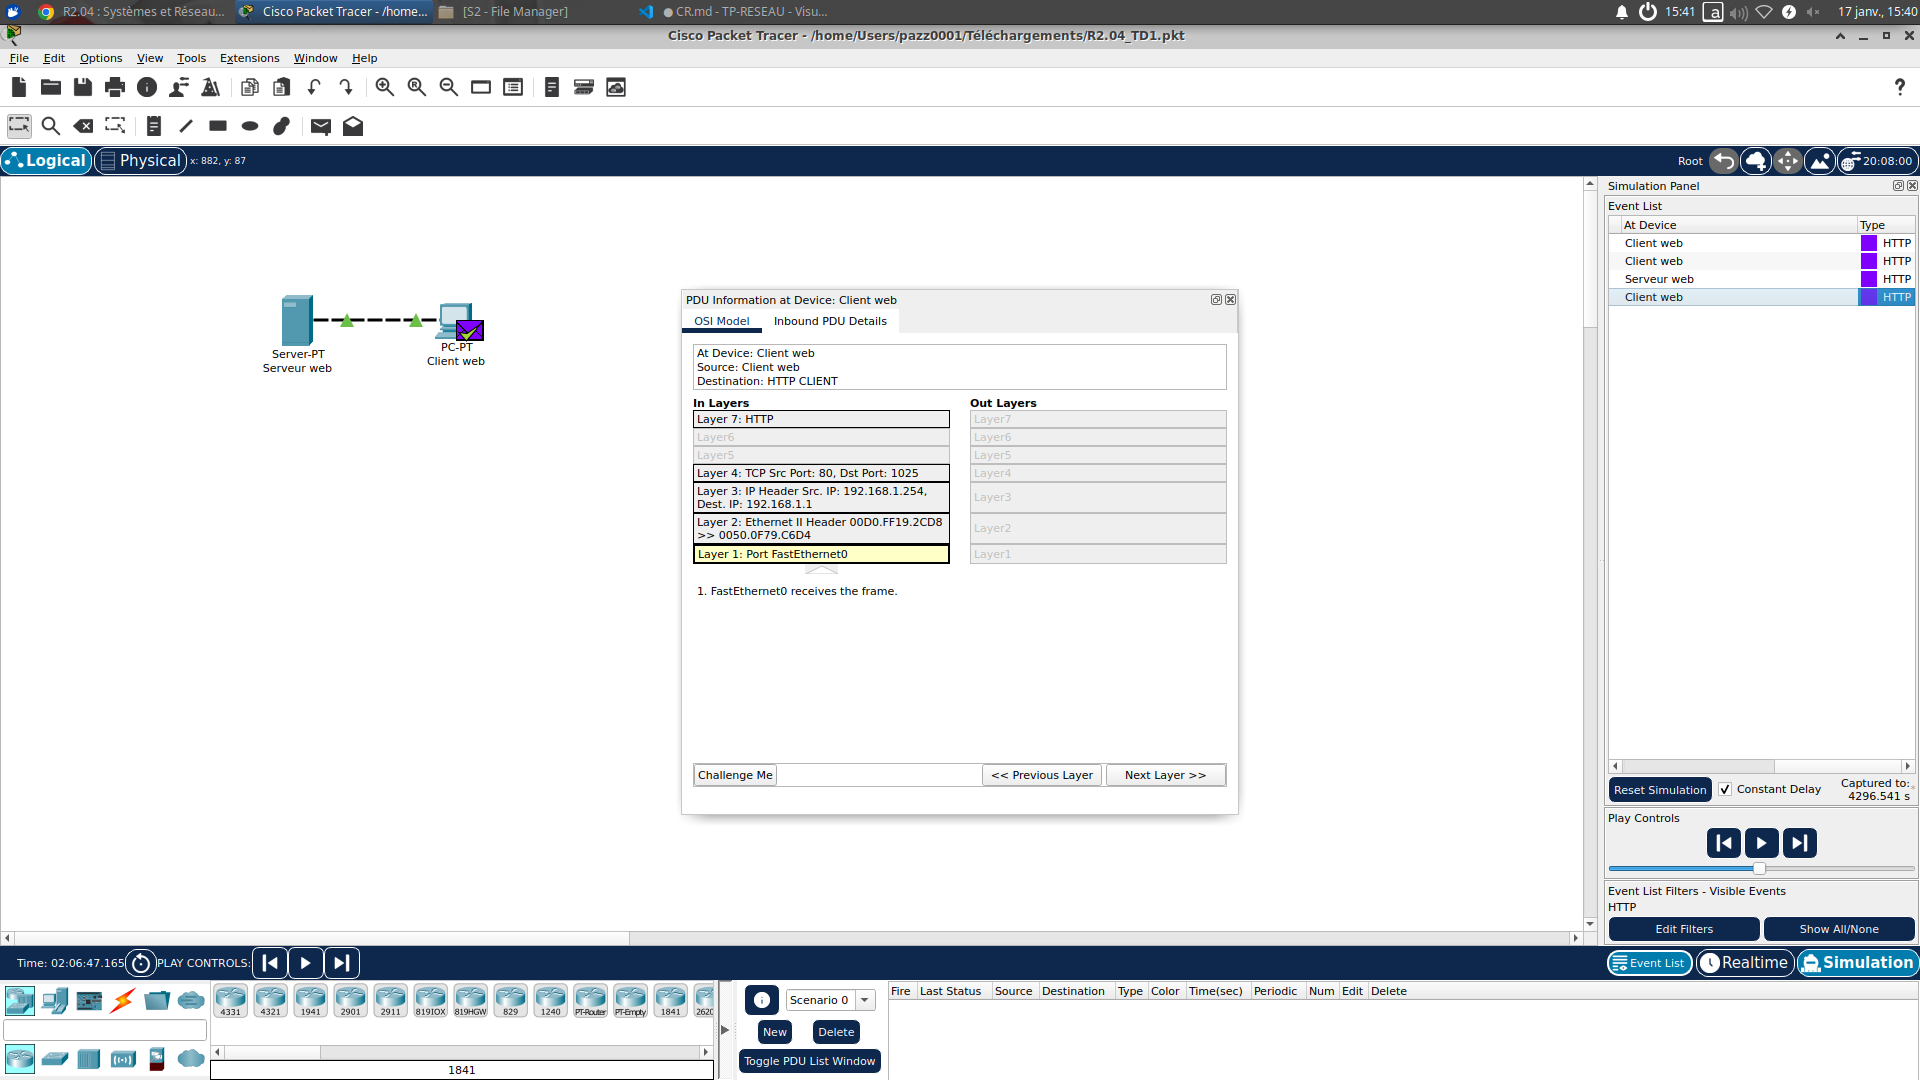 R2.04 : Systèmes et Réseau...
Cisco Packet Tracer - /home...
[S2 - File Manager]
● CR.md - TP-RESEAU - Visu...
15:41
a
17 janv., 15:40
Cisco Packet Tracer - /home/Users/pazz0001/Téléchargements/R2.04_TD1.pkt
File Edit Options View Tools Extensions Window Help
?
Logical
Physical
x: 882, y: 87
Root
20:08:00
Server-PT
Serveur web
PC-PT
Client web
PDU Information at Device: Client web
OSI Model
Inbound PDU Details
At Device: Client web
Source: Client web
Destination: HTTP CLIENT
In Layers
Layer 7: HTTP
Layer6
Layer5
Layer 4: TCP Src Port: 80, Dst Port: 1025
Layer 3: IP Header Src. IP: 192.168.1.254,
Dest. IP: 192.168.1.1
Layer 2: Ethernet II Header 00D0.FF19.2CD8
>> 0050.0F79.C6D4
Layer 1: Port FastEthernet0
Out Layers
Layer7
Layer6
Layer5
Layer4
Layer3
Layer2
Layer1
1. FastEthernet0 receives the frame.
Challenge Me
<< Previous Layer
Next Layer >>
Simulation Panel
Event List
At Device Type
Client web HTTP
Client web HTTP
Serveur web HTTP
Client web HTTP
Reset Simulation
Constant Delay
Captured to:
4296.541 s
Play Controls
Event List Filters - Visible Events
HTTP
Edit Filters
Show All/None
Time: 02:06:47.165
PLAY CONTROLS:
Event List
Realtime
Simulation
4331 4321 1941 2901 2911 819IOX 819HGW 829 1240 PT-Router PT-Empty 1841 2620
1841
Scenario 0
New
Delete
Toggle PDU List Window
Fire Last Status Source Destination Type Color Time(sec) Periodic Num Edit Delete